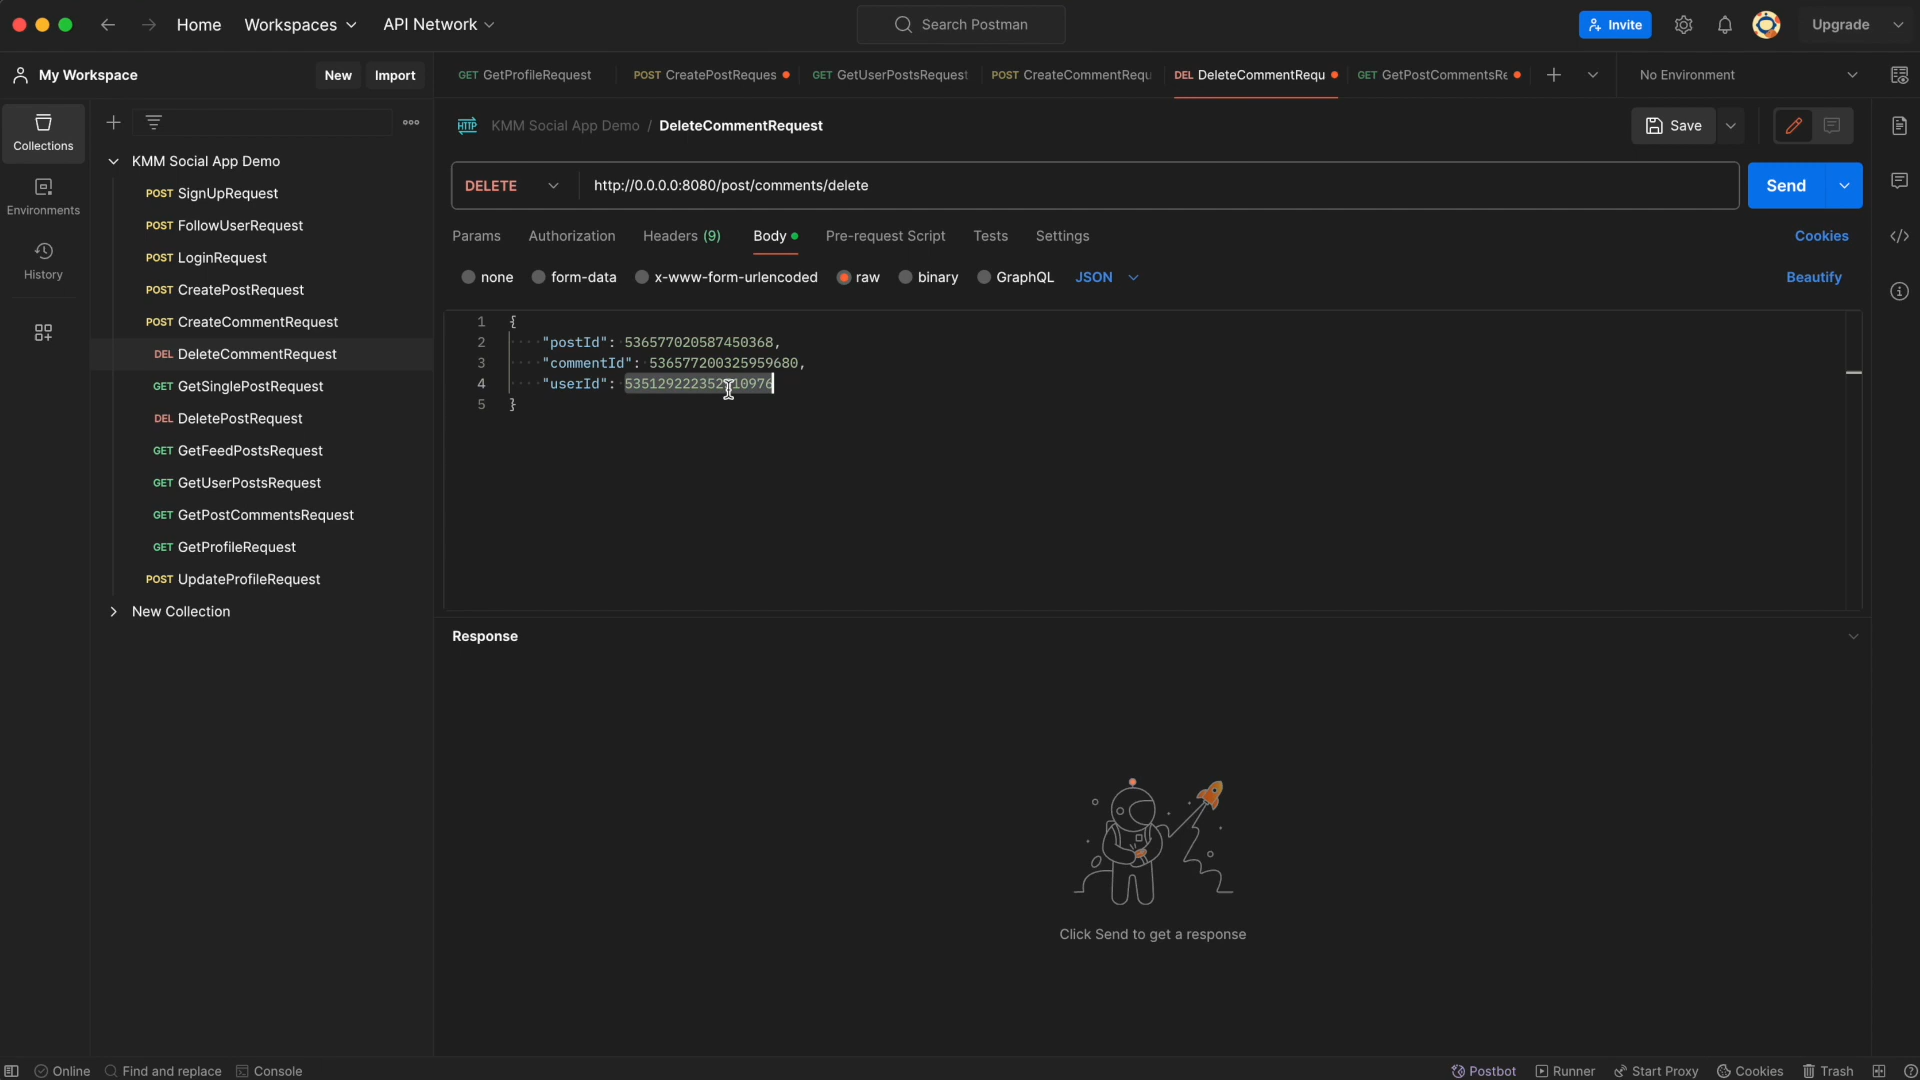 Home
Workspaces
API Network
Search Postman
Invite
Upgrade
My Workspace
New
Import
GET GetProfileRequest
POST CreatePostReques
GET GetUserPostsRequest
POST CreateCommentRequ
DEL DeleteCommentRequ
GET GetPostCommentsRe
No Environment
Collections
Environments
History
KMM Social App Demo
POST SignUpRequest
POST FollowUserRequest
POST LoginRequest
POST CreatePostRequest
POST CreateCommentRequest
DEL DeleteCommentRequest
GET GetSinglePostRequest
DEL DeletePostRequest
GET GetFeedPostsRequest
GET GetUserPostsRequest
GET GetPostCommentsRequest
GET GetProfileRequest
POST UpdateProfileRequest
New Collection
HTTP KMM Social App Demo / DeleteCommentRequest
Save
DELETE
http://0.0.0.0:8080/post/comments/delete
Send
Params
Authorization
Headers (9)
Body
Pre-request Script
Tests
Settings
Cookies
none
form-data
x-www-form-urlencoded
raw
binary
GraphQL
JSON
Beautify
1 {
2 "postId": 536577020587450368,
3 "commentId": 536577200325959680,
4 "userId":
5 }
Response
Click Send to get a response
Online
Find and replace
Console
Postbot
Runner
Start Proxy
Cookies
Trash